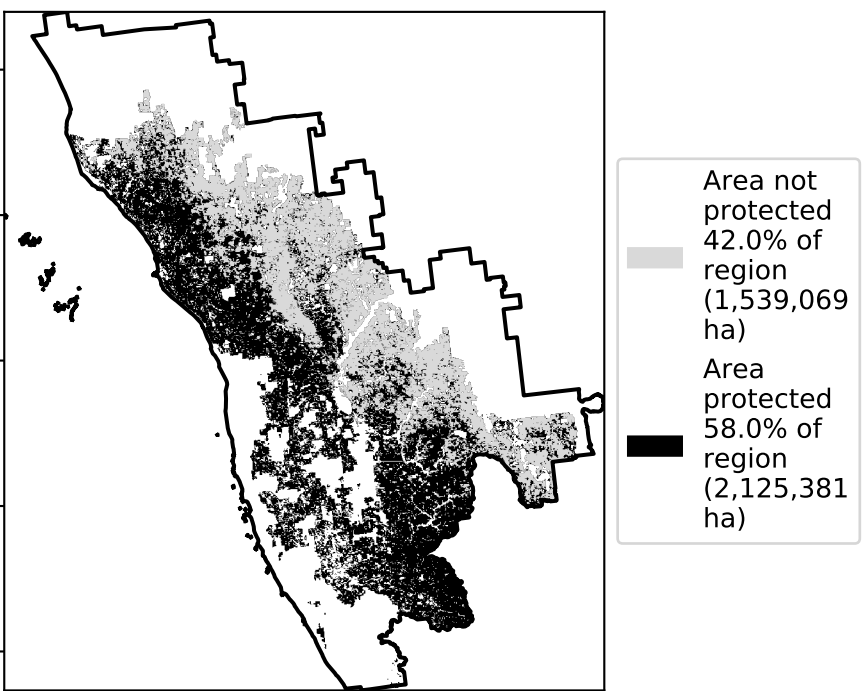 Area not
protected
42.0% of
region
(1,539,069
ha)
Area
protected
58.0% of
region
(2,125,381
ha)